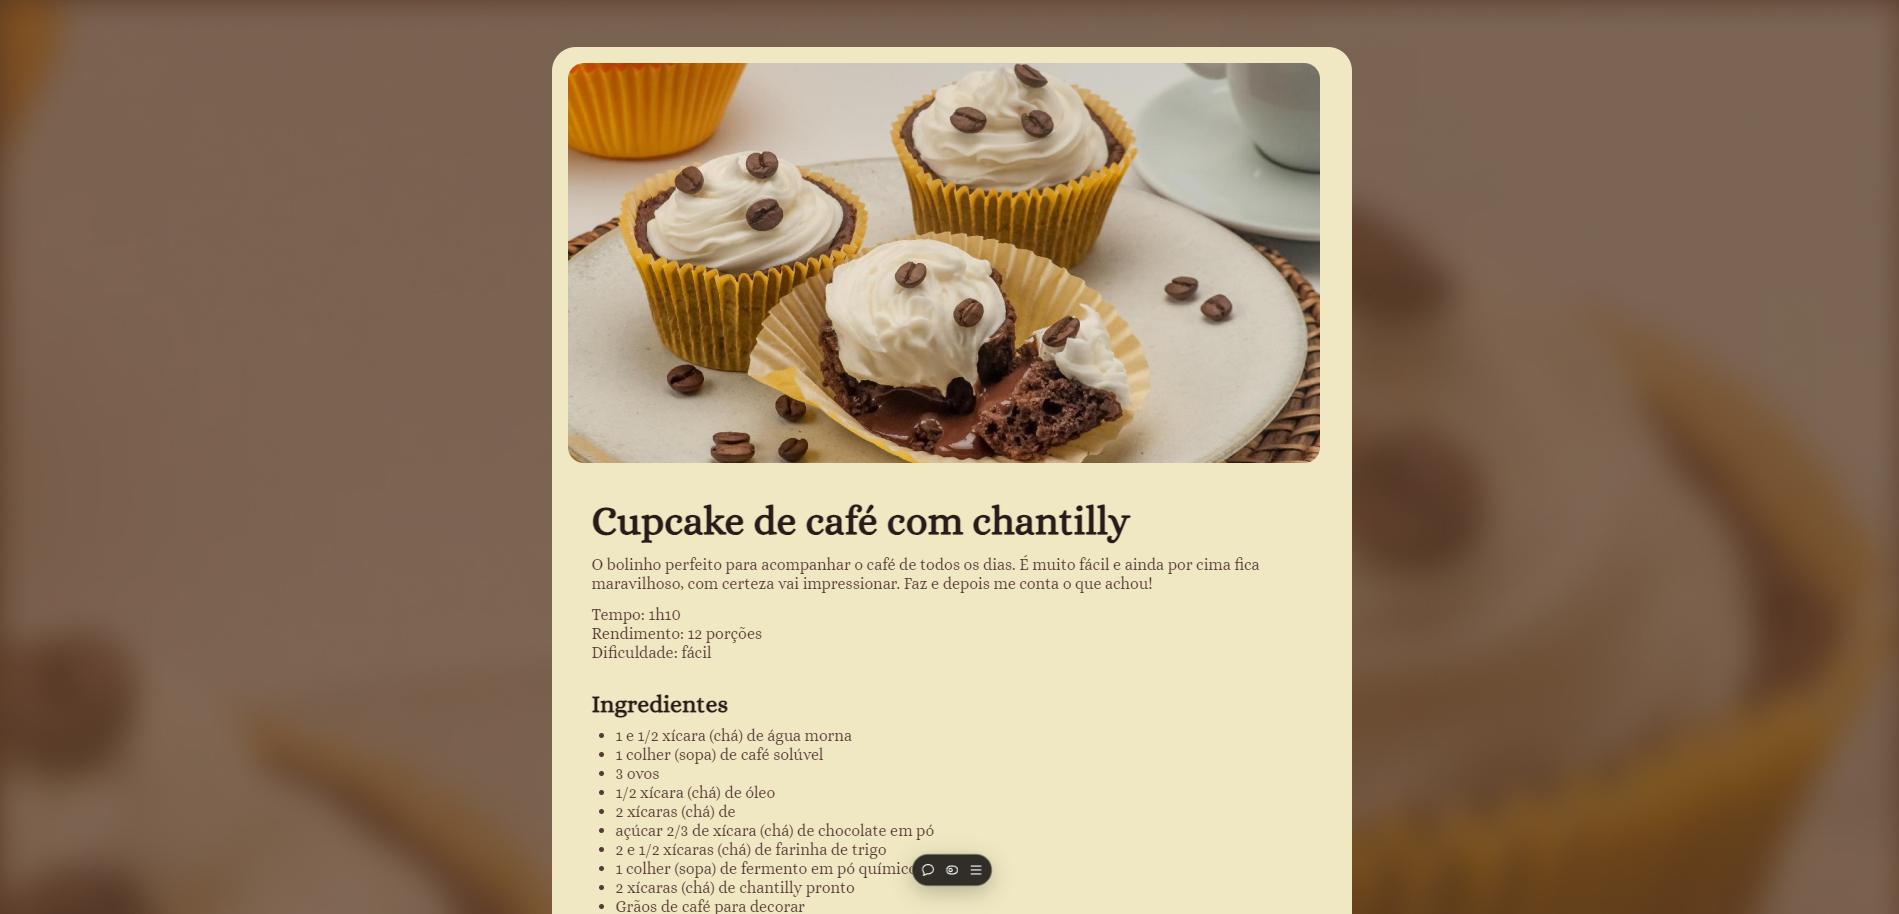 Cupcake de café com chantilly
O bolinho perfeito para acompanhar o café de todos os dias. É muito fácil e ainda por cima fica
maravilhoso, com certeza vai impressionar. Faz e depois me conta o que achou!
Tempo: 1h10
Rendimento: 12 porções
Dificuldade: fácil
Ingredientes
1 e 1/2 xícara (chá) de água morna
1 colher (sopa) de café solúvel
3 ovos
1/2 xícara (chá) de óleo
2 xícaras (chá) de
açúcar 2/3 de xícara (chá) de chocolate em pó
2 e 1/2 xícaras (chá) de farinha de trigo
1 colher (sopa) de fermento em pó químico
2 xícaras (chá) de chantilly pronto
Grãos de café para decorar